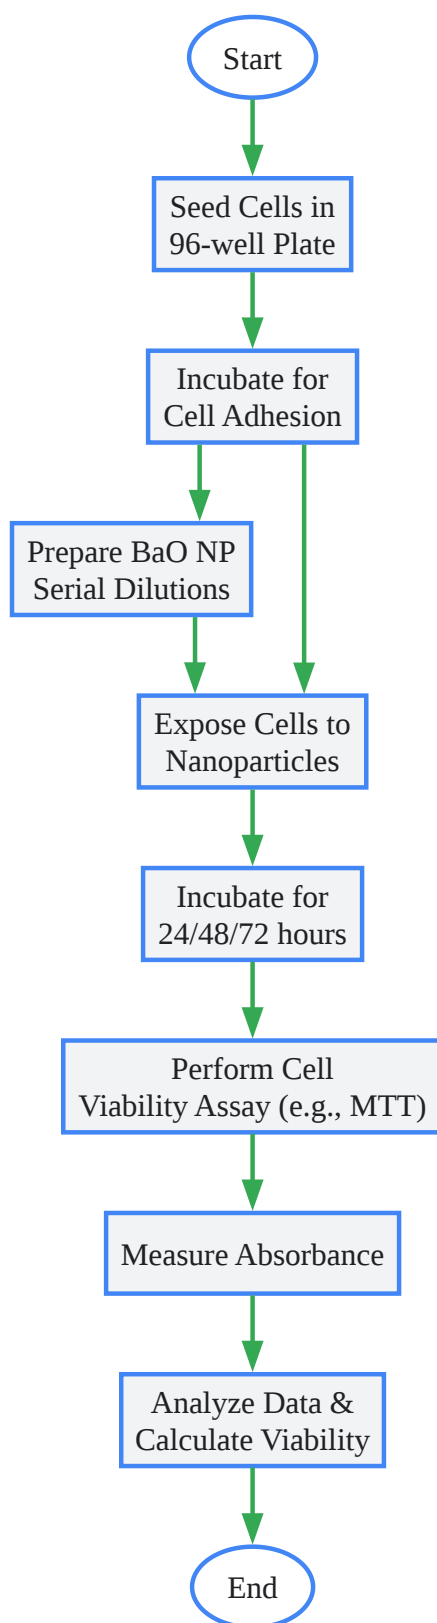 Start
Seed Cells in
96-well Plate
Incubate for
Cell Adhesion
Prepare BaO NP
Serial Dilutions
Expose Cells to
Nanoparticles
Incubate for
24/48/72 hours
Perform Cell
Viability Assay (e.g., MTT)
Measure Absorbance
Analyze Data &
Calculate Viability
End